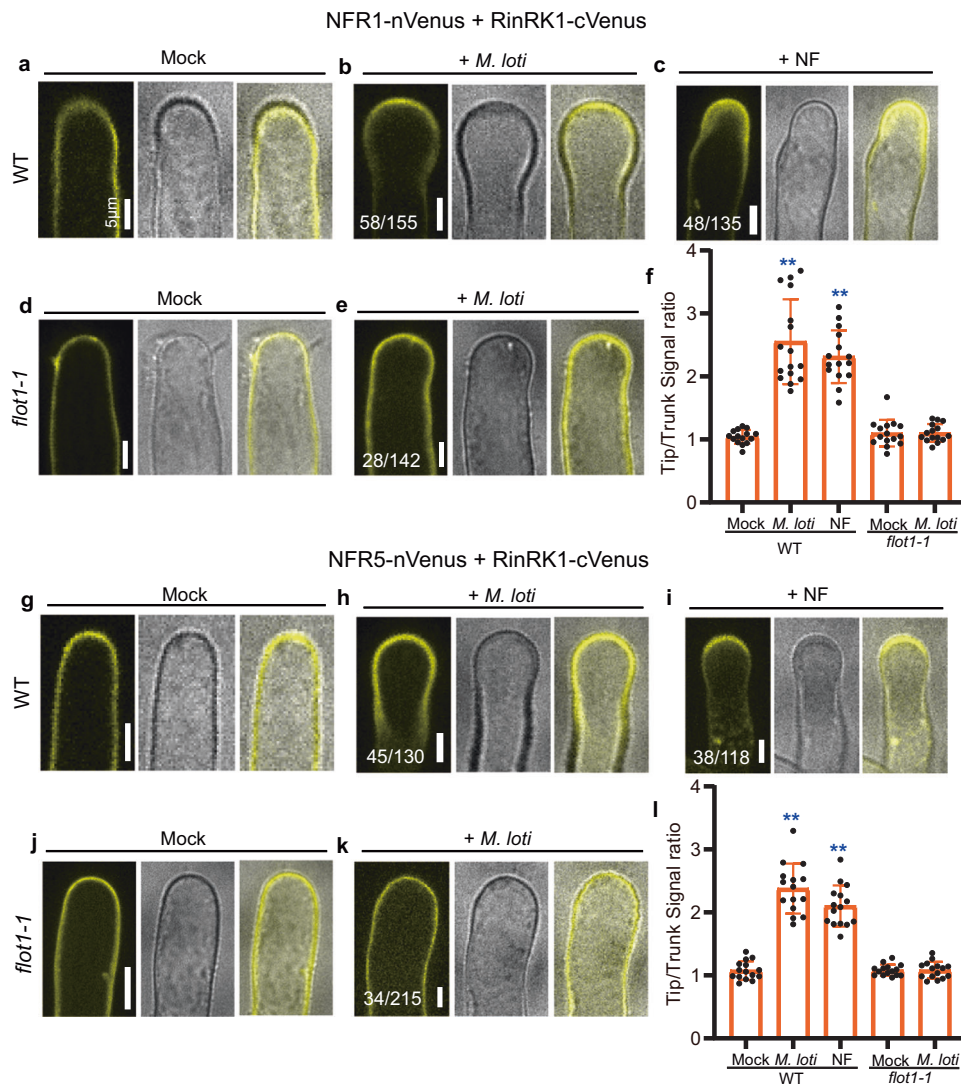 NFR1-nVenus + RinRK1-cVenus
Mock
+ M. loti
+ NF
a
b
c
WT
5μm
58/155
48/135
Mock
+ M. loti
d
e
f
flot1-1
28/142
Tip/Trunk Signal ratio
4
3
2
1
0
**
**
Mock M. loti NF Mock M. loti
WT flot1-1
NFR5-nVenus + RinRK1-cVenus
Mock
+ M. loti
+ NF
g
h
i
WT
45/130
38/118
Mock
+ M. loti
j
k
l
flot1-1
34/215
Tip/Trunk Signal ratio
4
3
2
1
0
**
**
Mock M. loti NF Mock M. loti
WT flot1-1